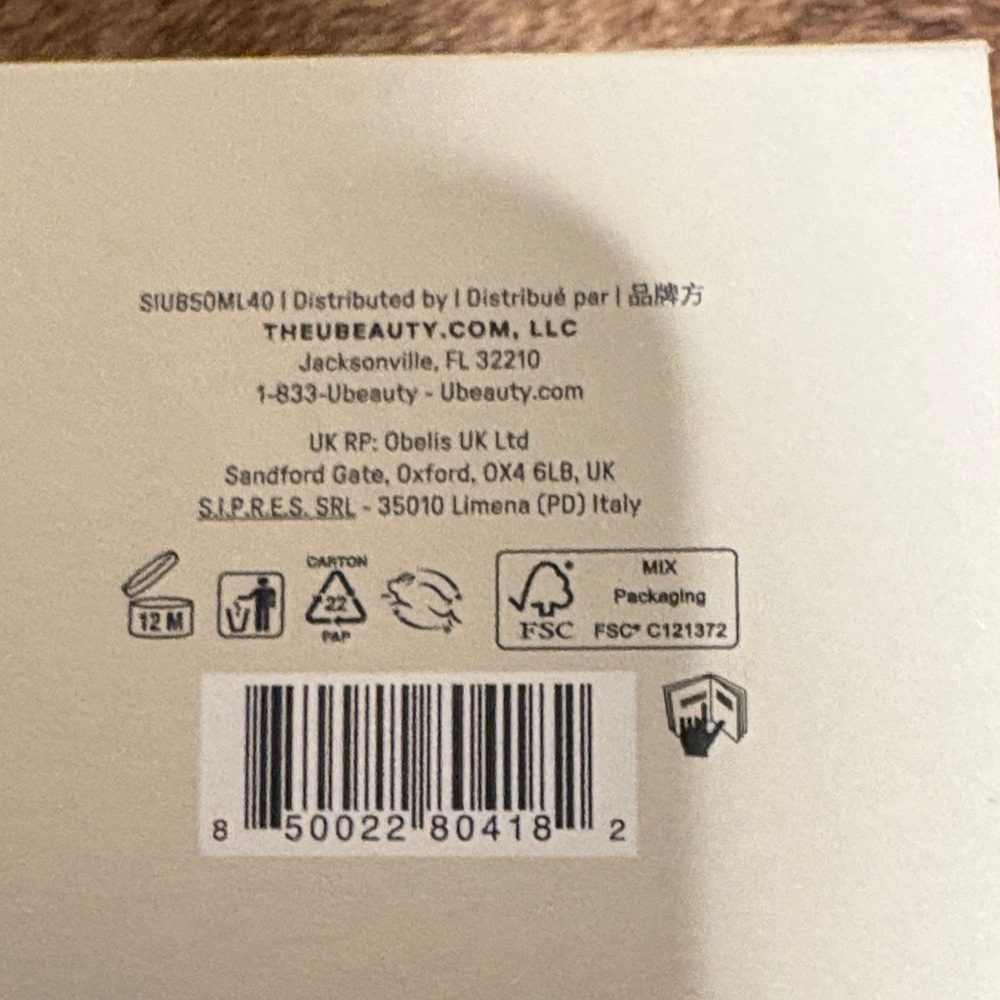 SIUB50ML40 | Distributed by | Distribué par | 品牌方
THEUBEAUTY.COM, LLC
Jacksonville, FL 32210
1-833-Ubeauty - Ubeauty.com
UK RP: Obelis UK Ltd
Sandford Gate, Oxford, OX4 6LB, UK
S.I.P.R.E.S. SRL - 35010 Limena (PD) Italy
12 M
CARTON
22
PAP
FSC
MIX
Packaging
FSC® C121372
8 50022 80418 2